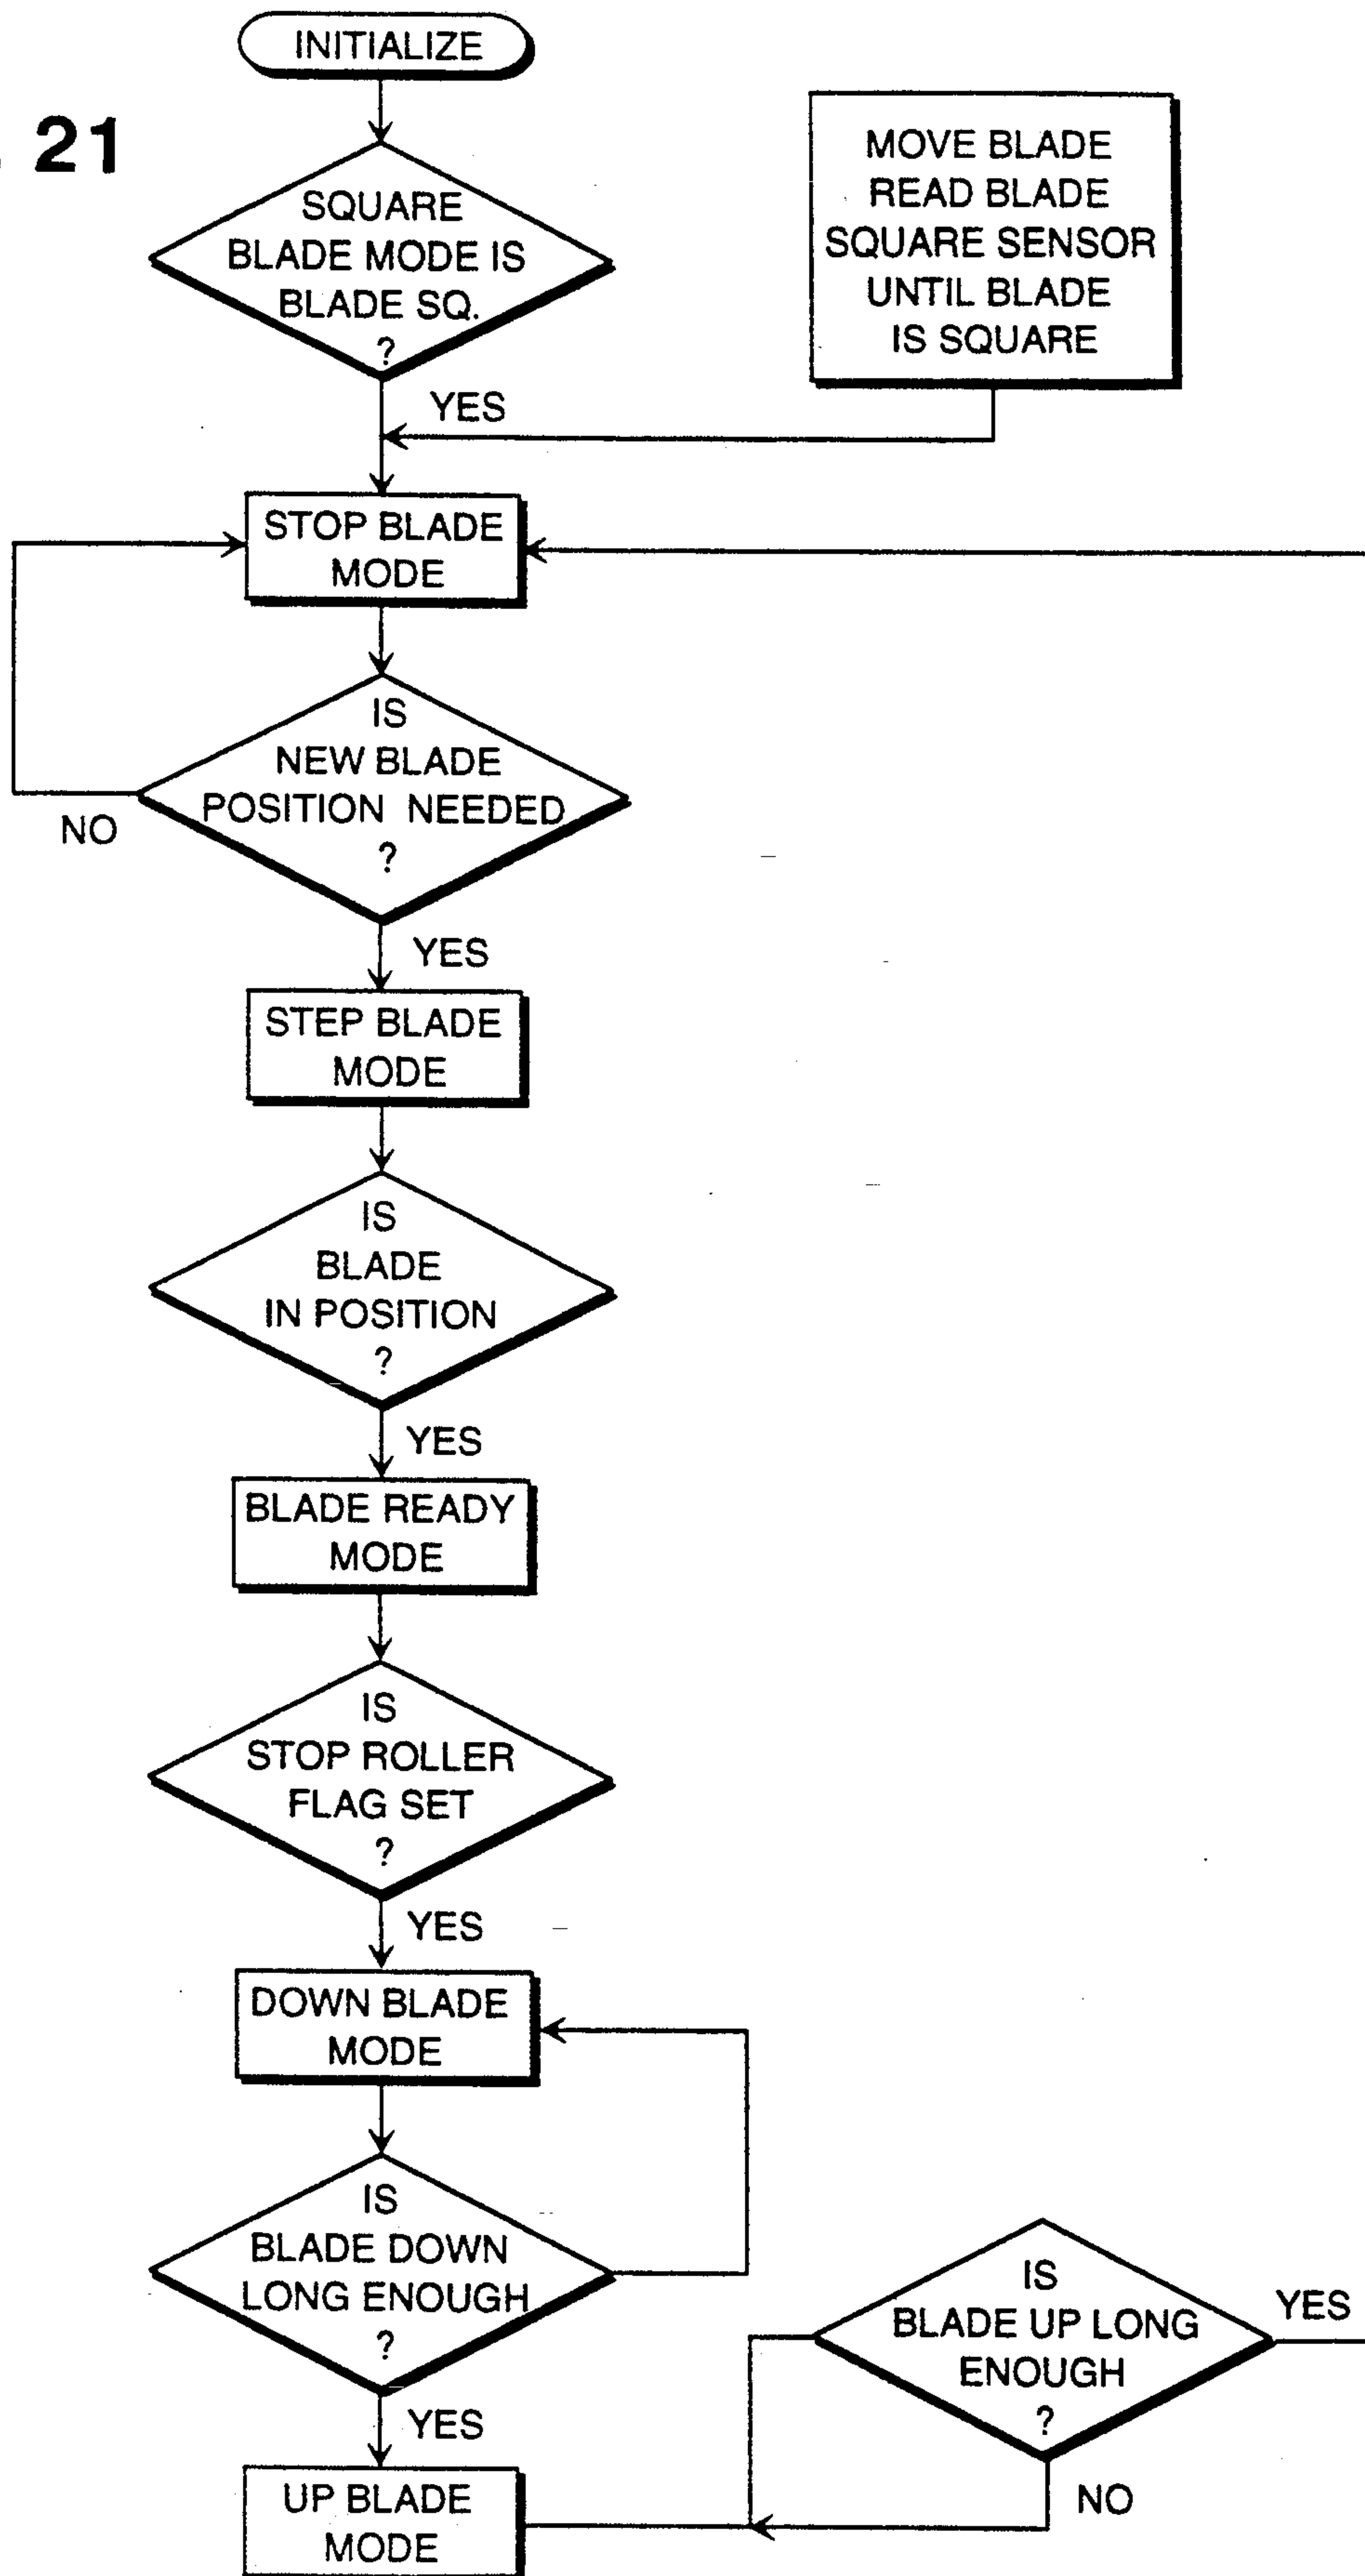 INITIALIZE
21
SQUARE
BLADE MODE IS
BLADE SQ.
?
MOVE BLADE
READ BLADE
SQUARE SENSOR
UNTIL BLADE
IS SQUARE
YES
STOP BLADE
MODE
IS
NEW BLADE
POSITION NEEDED
?
NO
YES
STEP BLADE
MODE
IS
BLADE
IN POSITION
?
YES
BLADE READY
MODE
IS
STOP ROLLER
FLAG SET
?
YES
DOWN BLADE
MODE
IS
BLADE DOWN
LONG ENOUGH
?
YES
UP BLADE
MODE
IS
BLADE UP LONG
ENOUGH
?
YES
NO